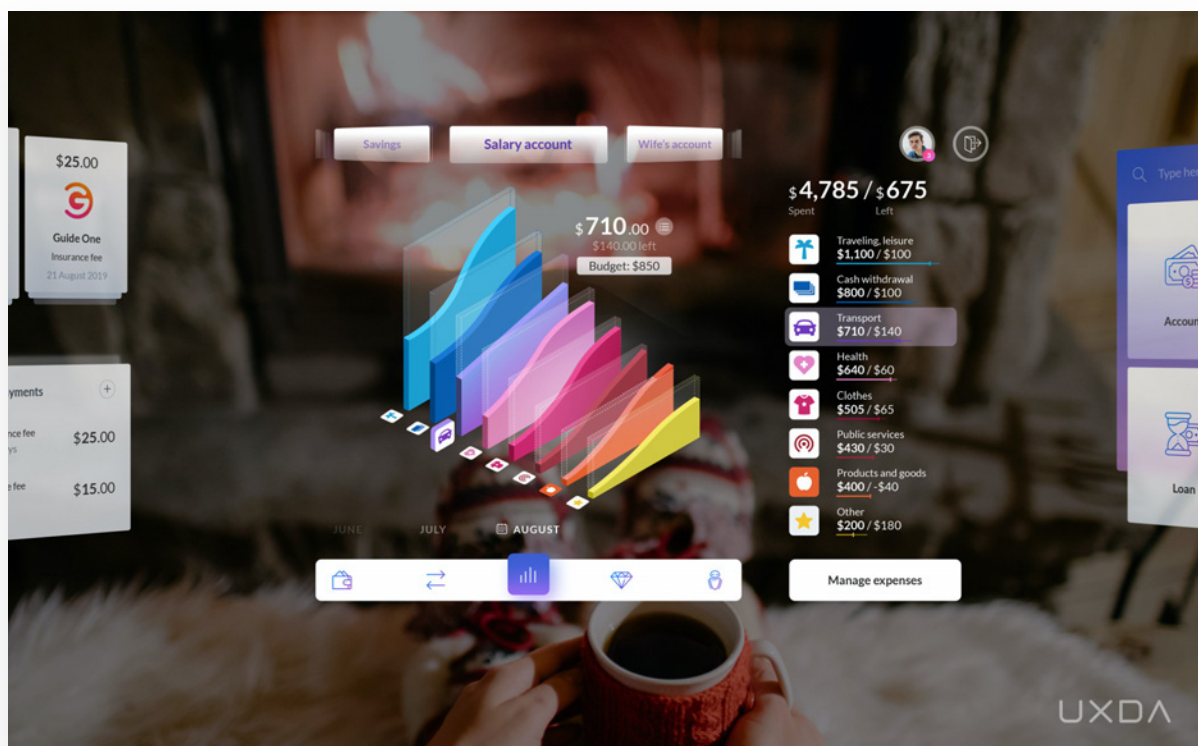 $25.00
Guide One
Insurance fee
21 August 2019
yments
nce fee
ys
$25.00
e fee
$15.00
Savings
Salary account
Wife's account
$710.00
$140.00 left
Budget: $850
JUNE
JULY
AUGUST
3
$4,785 / $675
Spent
Left
Traveling, leisure
$1,100 / $100
Cash withdrawal
$800 / $100
Transport
$710 / $140
Health
$640 / $60
Clothes
$505 / $65
Public services
$430 / $30
Products and goods
$400 / -$40
Other
$200 / $180
Manage expenses
Type her
Accoun
Loan
UXDA